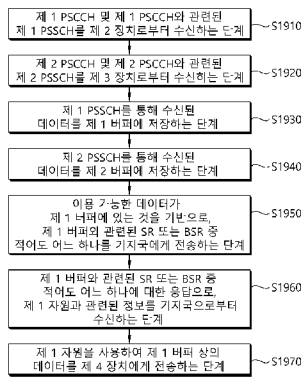 제 1 PSCCH 및 제 1 PSCCH와 관련된
제 1 PSSCH를 제 2 장치로부터 수신하는 단계
S1910
제 2 PSCCH 및 제 2 PSCCH와 관련된
제 2 PSSCH를 제 3 장치로부터 수신하는 단계
S1920
제 1 PSSCH를 통해 수신된
데이터를 제 1 버퍼에 저장하는 단계
S1930
제 2 PSSCH를 통해 수신된
데이터를 제 2 버퍼에 저장하는 단계
S1940
이용 가능한 데이터가
제 1 버퍼에 있는 것을 기반으로,
제 1 버퍼와 관련된 SR 또는 BSR 중
적어도 어느 하나를 기지국에게 전송하는 단계
S1950
제 1 버퍼와 관련된 SR 또는 BSR 중
적어도 어느 하나에 대한 응답으로,
제 1 자원과 관련된 정보를 기지국으로부터
수신하는 단계
S1960
제 1 자원을 사용하여 제 1 버퍼 상의
데이터를 제 4 장치에게 전송하는 단계
S1970